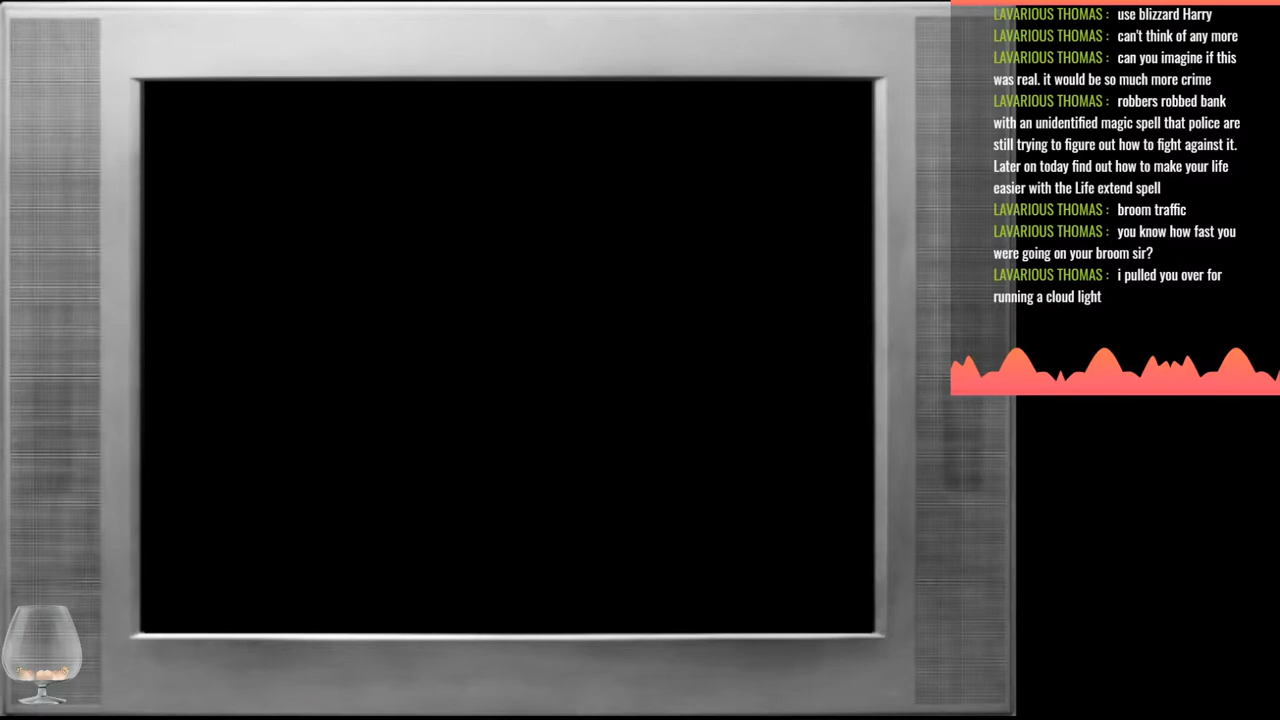 LAVARIOUS THOMAS : use blizzard Harry
LAVARIOUS THOMAS : can't think of any more
LAVARIOUS THOMAS : can you imagine if this
was real. it would be so much more crime
LAVARIOUS THOMAS : robbers robbed bank
with an unidentified magic spell that police are
still trying to figure out how to fight against it.
Later on today find out how to make your life
easier with the Life extend spell
LAVARIOUS THOMAS : broom traffic
LAVARIOUS THOMAS : you know how fast you
were going on your broom sir?
LAVARIOUS THOMAS : i pulled you over for
running a cloud light